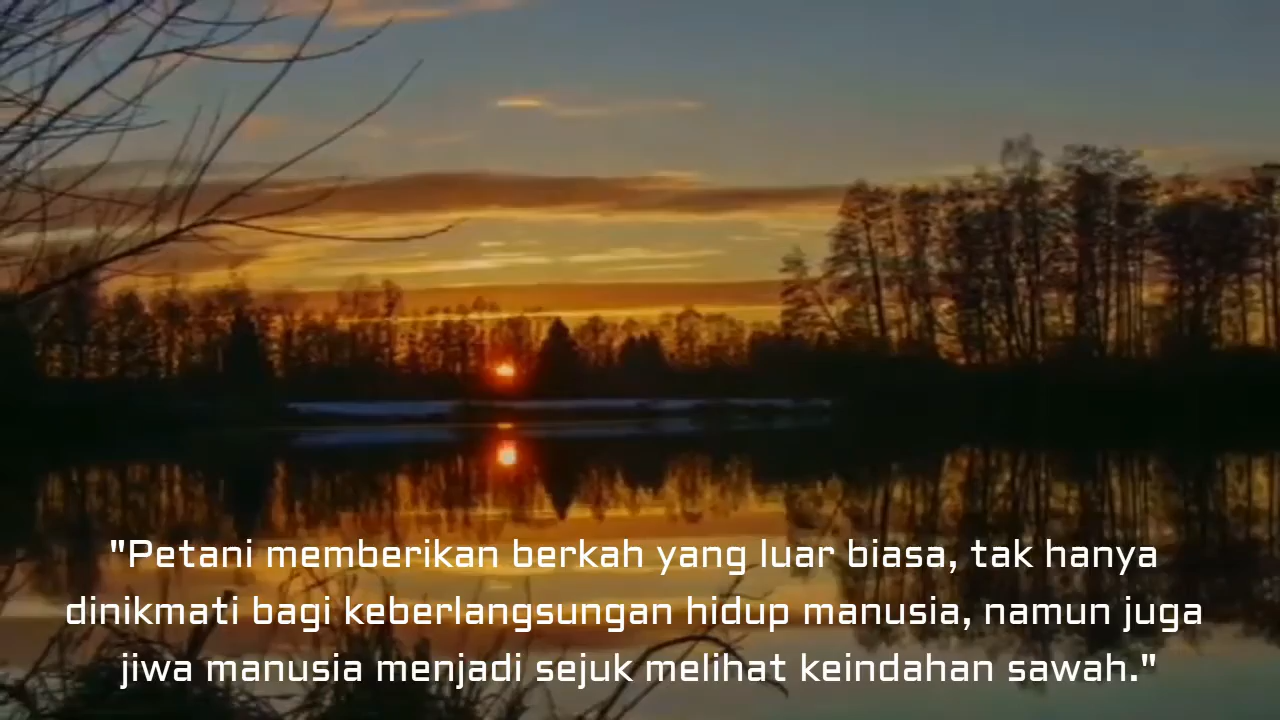 "Petani memberikan berkah yang luar biasa, tak hanya
dinikmati bagi keberlangsungan hidup manusia, namun juga
jiwa manusia menjadi sejuk melihat keindahan sawah."